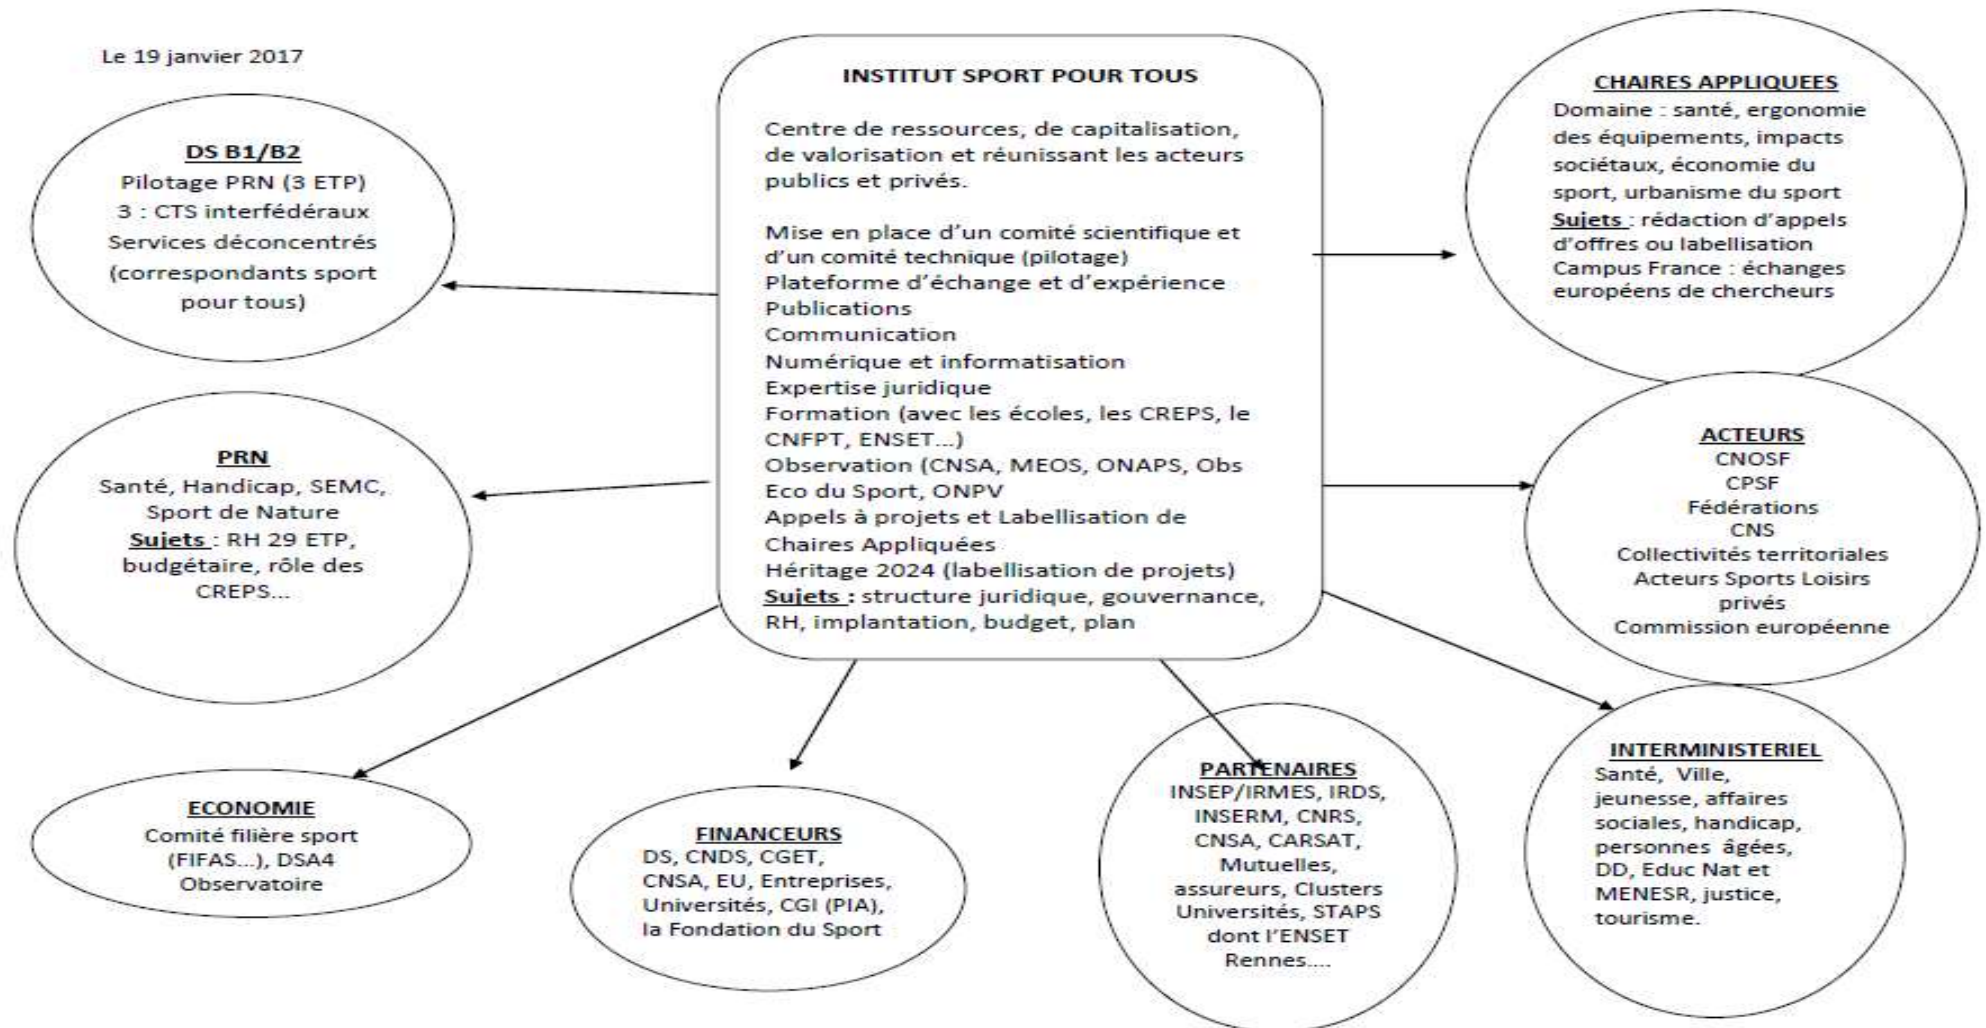 Le 19 janvier 2017
DS B1/B2
Pilotage PRN (3 ETP)
3 : CTS interfédéraux
Services déconcentrés
(correspondants sport
pour tous)
PRN
Santé, Handicap, SEMC,
Sport de Nature
Sujets : RH 29 ETP,
budgétaire, rôle des
CREPS...
ECONOMIE
Comité filière sport
(FIFAS...), DSA4
Observatoire
INSTITUT SPORT POUR TOUS
Centre de ressources, de capitalisation,
de valorisation et réunissant les acteurs
publics et privés.
Mise en place d'un comité scientifique et
d'un comité technique (pilotage)
Plateforme d'échange et d'expérience
Publications
Communication
Numérique et informatisation
Expertise juridique
Formation (avec les écoles, les CREPS, le
CNFPT, ENSET...)
Observation (CNSA, MEOS, ONAPS, Obs
Eco du Sport, ONPV
Appels à projets et Labellisation de
Chaires Appliquées
Héritage 2024 (labellisation de projets)
Sujets : structure juridique, gouvernance,
RH, implantation, budget, plan
FINANCEURS
DS, CNDS, CGET,
CNSA, EU, Entreprises,
Universités, CGI (PIA),
la Fondation du Sport
PARTENAIRES
INSEP/IRMES, IRDS,
INSERM, CNRS,
CNSA, CARSAT,
Mutuelles,
assureurs, Clusters
Universités, STAPS
dont l'ENSET
Rennes....
CHAIRES APPLIQUEES
Domaine : santé, ergonomie
des équipements, impacts
sociétaux, économie du
sport, urbanisme du sport
Sujets : rédaction d'appels
d'offres ou labellisation
Campus France : échanges
européens de chercheurs
ACTEURS
CNOSF
CPSF
Fédérations
CNS
Collectivités territoriales
Acteurs Sports Loisirs
privés
Commission européenne
INTERMINISTERIEL
Santé, Ville,
jeunesse, affaires
sociales, handicap,
personnes âgées,
DD, Educ Nat et
MENESR, justice,
tourisme.